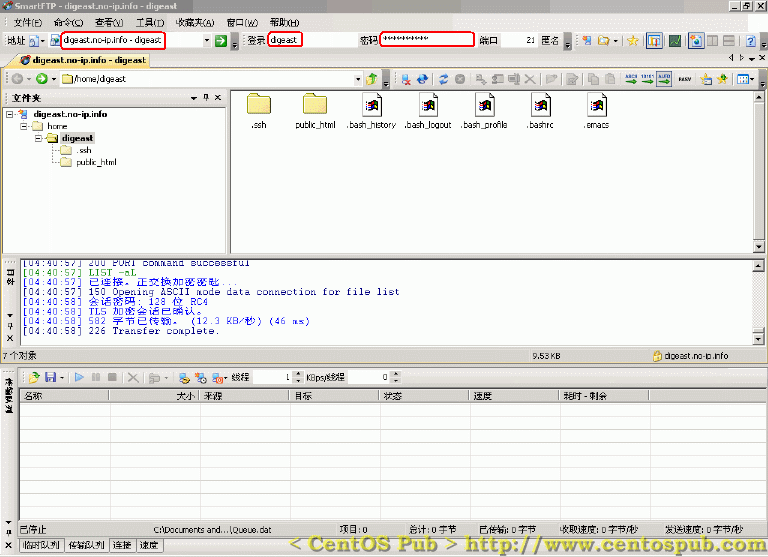 SmartFTP - digeast.no-ip.info - digeast
文件(F) 命令(C) 查看(V) 工具(T) 收藏夹(A) 窗口(W) 帮助(H)
地址 digeast.no-ip.info - digeast 登录 digeast 密码 *********** 端口 21 匿名
digeast.no-ip.info - digeast
/home/digeast
文件夹
digeast.no-ip.info
home
digeast
.ssh
public_html
.ssh public_html .bash_history .bash_logout .bash_profile .bashrc .emacs
[04:40:57] 200 PORT command successful
[04:40:57] LIST -aL
[04:40:57] 已连接。正交换加密密匙...
[04:40:57] 150 Opening ASCII mode data connection for file list
[04:40:58] 会话密码: 128 位 RC4
[04:40:58] TLS 加密会话已确认。
[04:40:58] 582 字节已传输。 (12.3 KB/秒) (46 ms)
[04:40:58] 226 Transfer complete.
7 个对象 9.53 KB digeast.no-ip.info
线程 1 KBps/线程 0
名称 大小 来源 目标 状态 速度 耗时 - 剩余
已停止 C:\Documents and...\Queue.dat 项目: 0 总计: 0 字节 已传输: 0 字节 收取速度: 0 字节/秒 发送速度: 0 字节/秒
临时队列 传输队列 连接 速度
< CentOS Pub > http://www.centospub.com